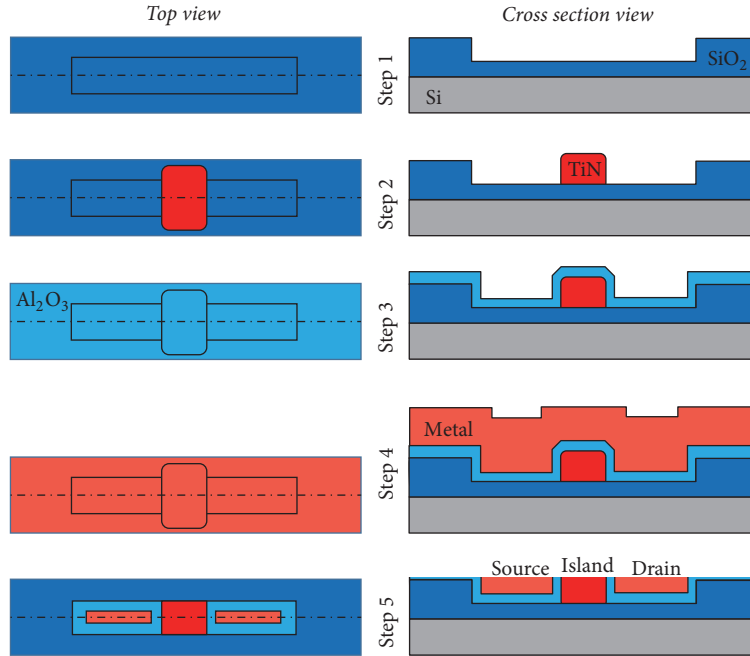 Top view
Cross section view
Step 1
SiO₂
Si
Step 2
TiN
Al₂O₃
Step 3
Step 4
Metal
Step 5
Source
Island
Drain